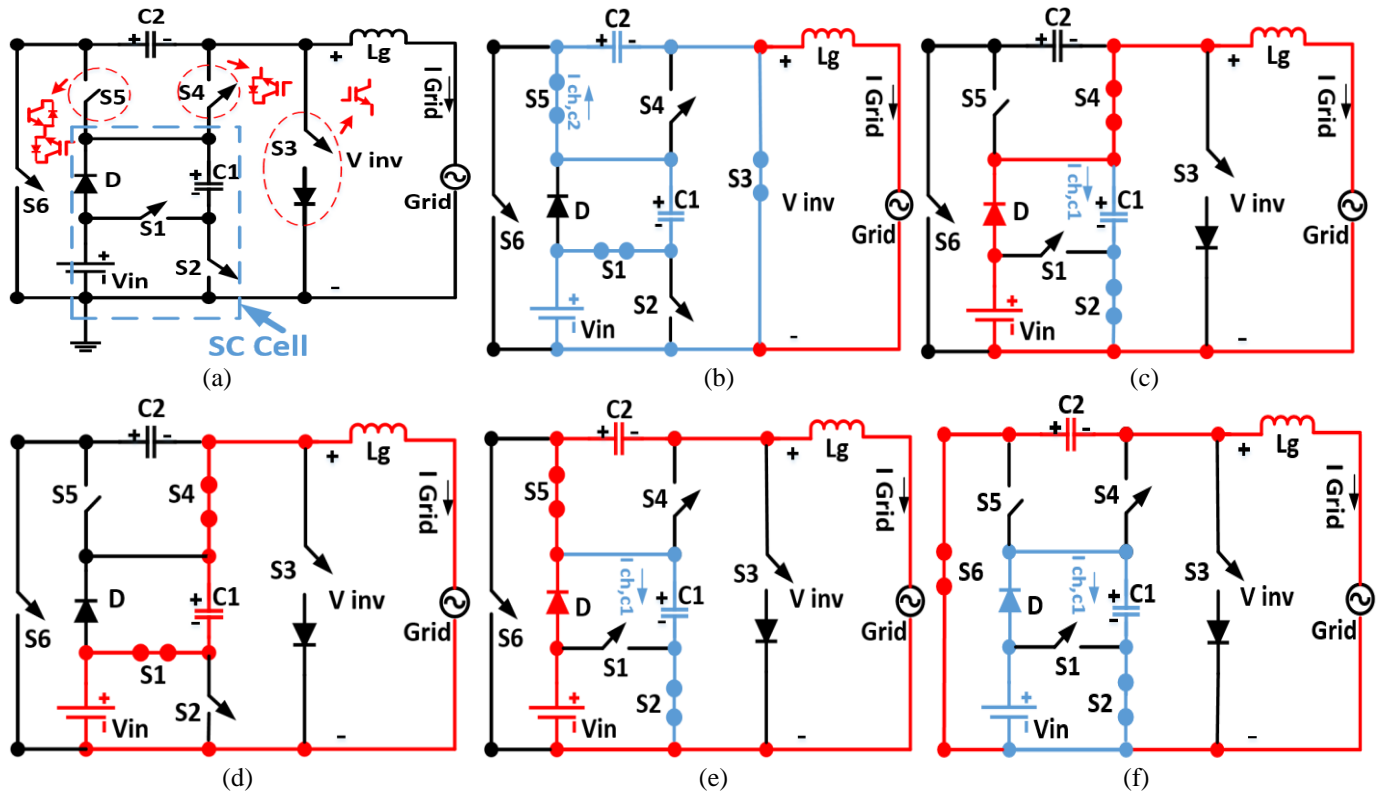 C2
+ -
+
Lg
I Grid
S5
S4
S3
V inv
D
+
-
C1
S6
S1
Grid
+
-
Vin
S2
-
SC Cell
(a)
C2
+ -
+
Lg
I Grid
S5
I ch,c2
S4
S3
V inv
D
+
-
C1
S6
S1
Grid
+
-
Vin
S2
-
(b)
C2
+ -
+
Lg
I Grid
S5
S4
S3
V inv
D
I ch,c1
+
-
C1
S6
S1
Grid
+
-
Vin
S2
-
(c)
C2
+ -
+
Lg
I Grid
S5
S4
S3
V inv
D
+
-
C1
S6
S1
Grid
+
-
Vin
S2
-
(d)
C2
+ -
+
Lg
I Grid
S5
S4
S3
V inv
D
I ch,c1
+
-
C1
S6
S1
Grid
+
-
Vin
S2
-
(e)
C2
+ -
+
Lg
I Grid
S5
S4
S6
S3
V inv
D
I ch,c1
+
-
C1
S1
Grid
+
-
Vin
S2
-
(f)